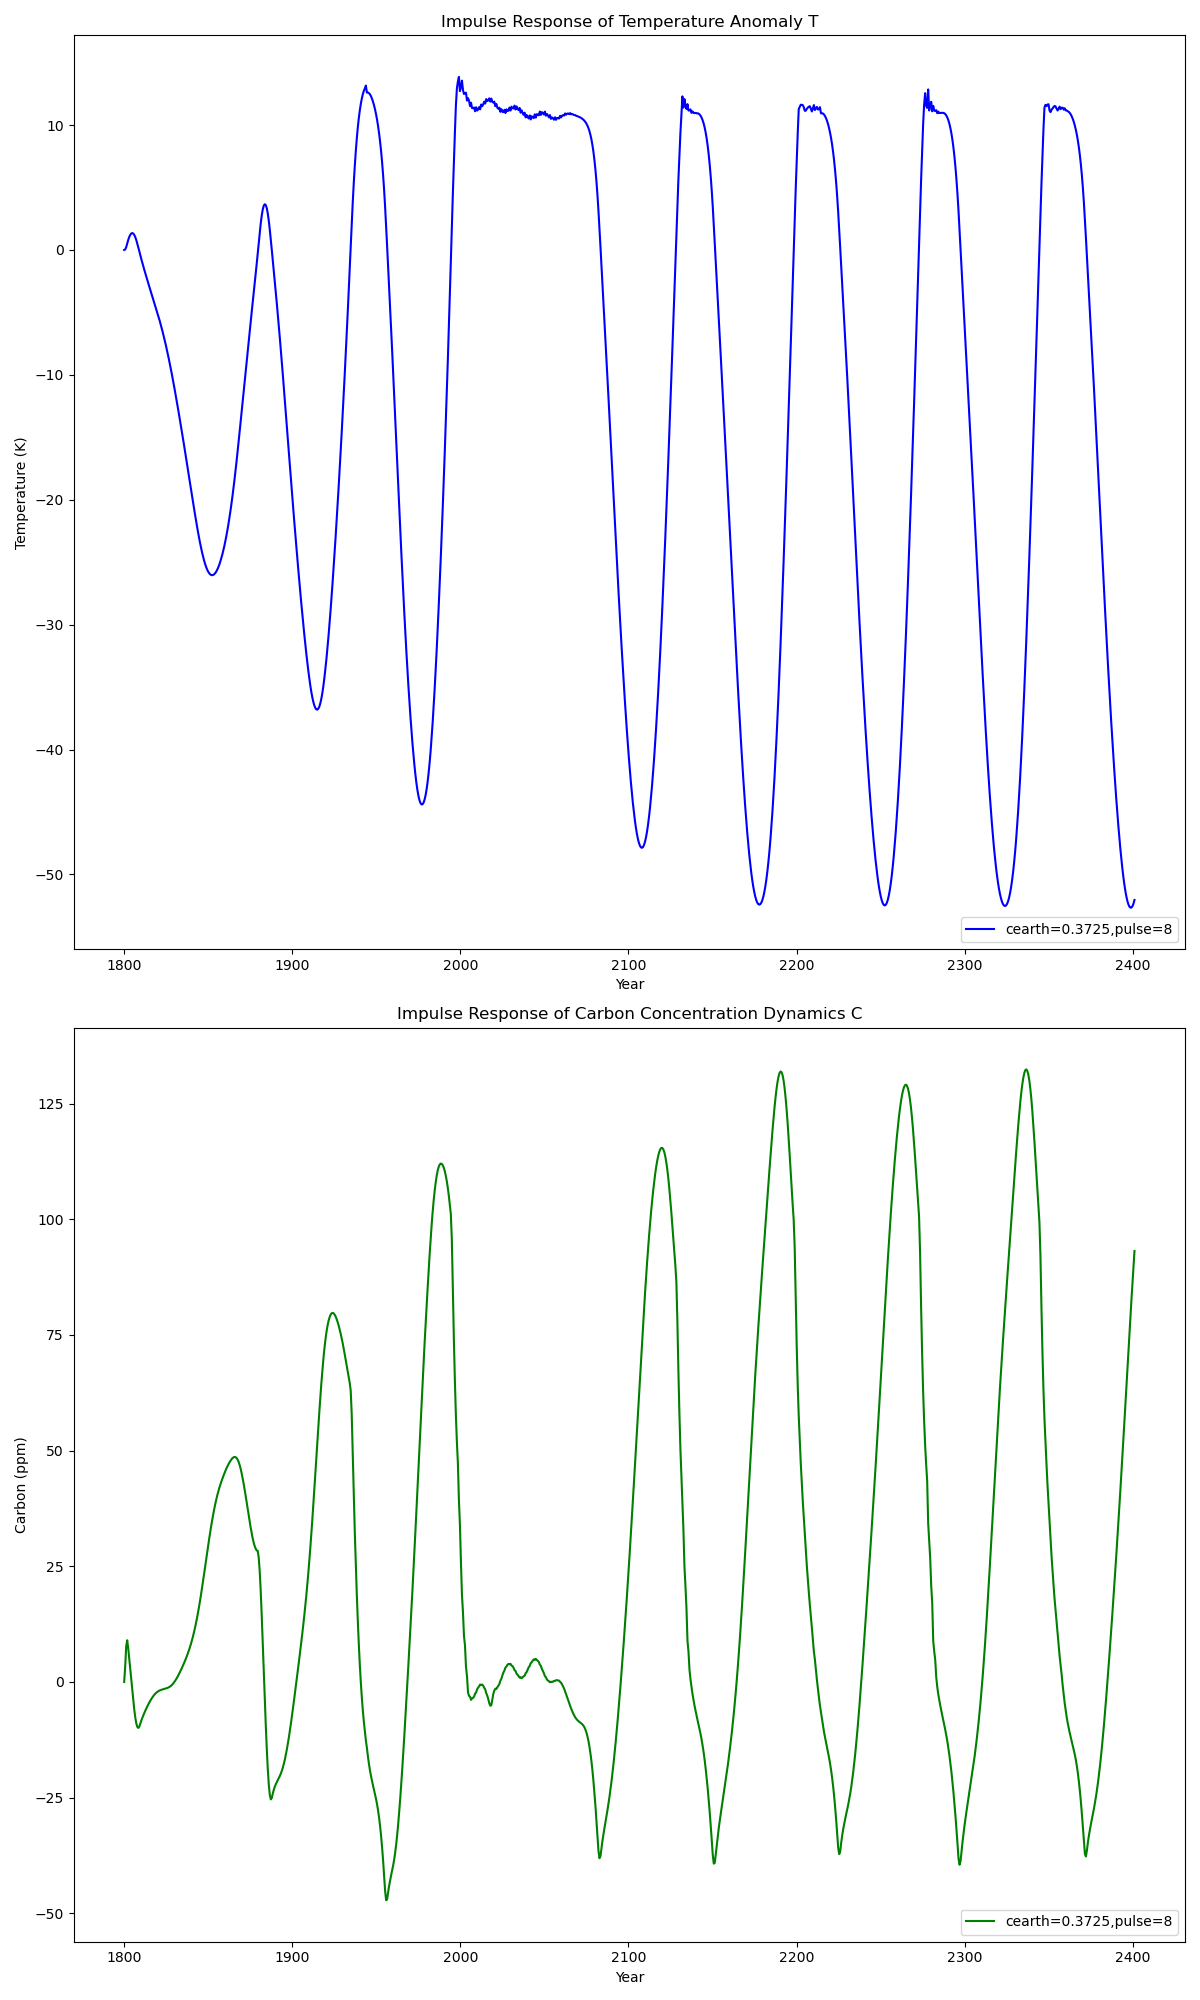 Impulse Response of Temperature Anomaly T
Temperature (K)
10
0
−10
−20
−30
−40
−50
cearth=0.3725,pulse=8
1800 1900 2000 2100 2200 2300 2400
Year
Impulse Response of Carbon Concentration Dynamics C
Carbon (ppm)
125
100
75
50
25
0
−25
−50
cearth=0.3725,pulse=8
1800 1900 2000 2100 2200 2300 2400
Year